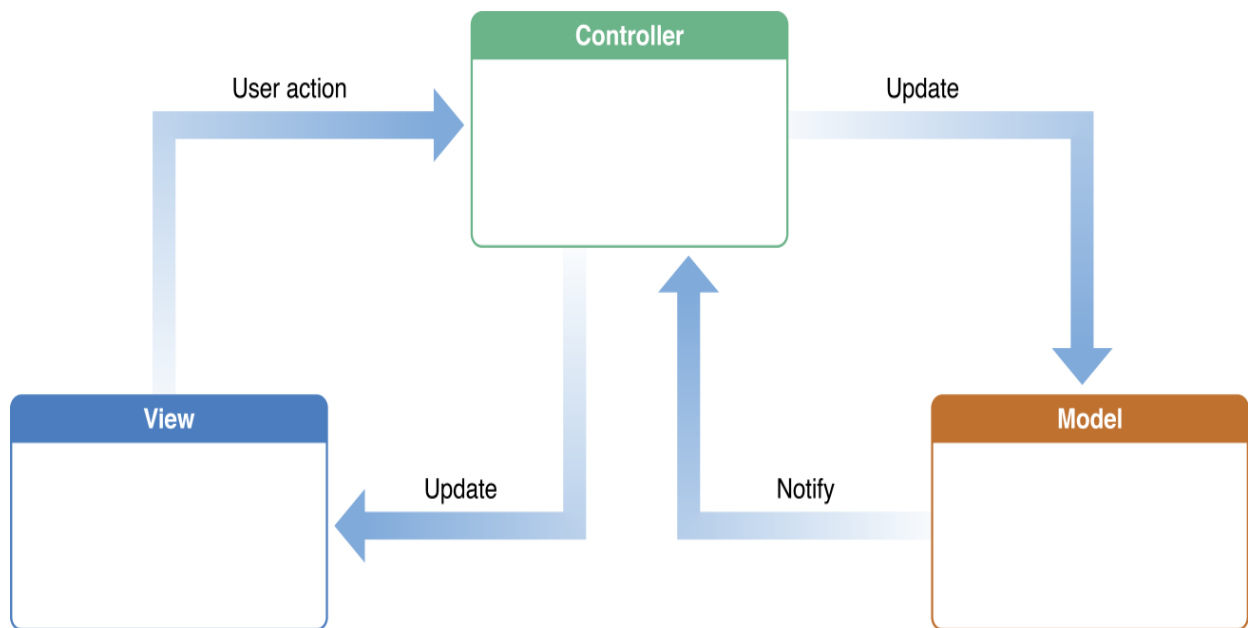 Controller
User action
Update
View
Model
Update
Notify